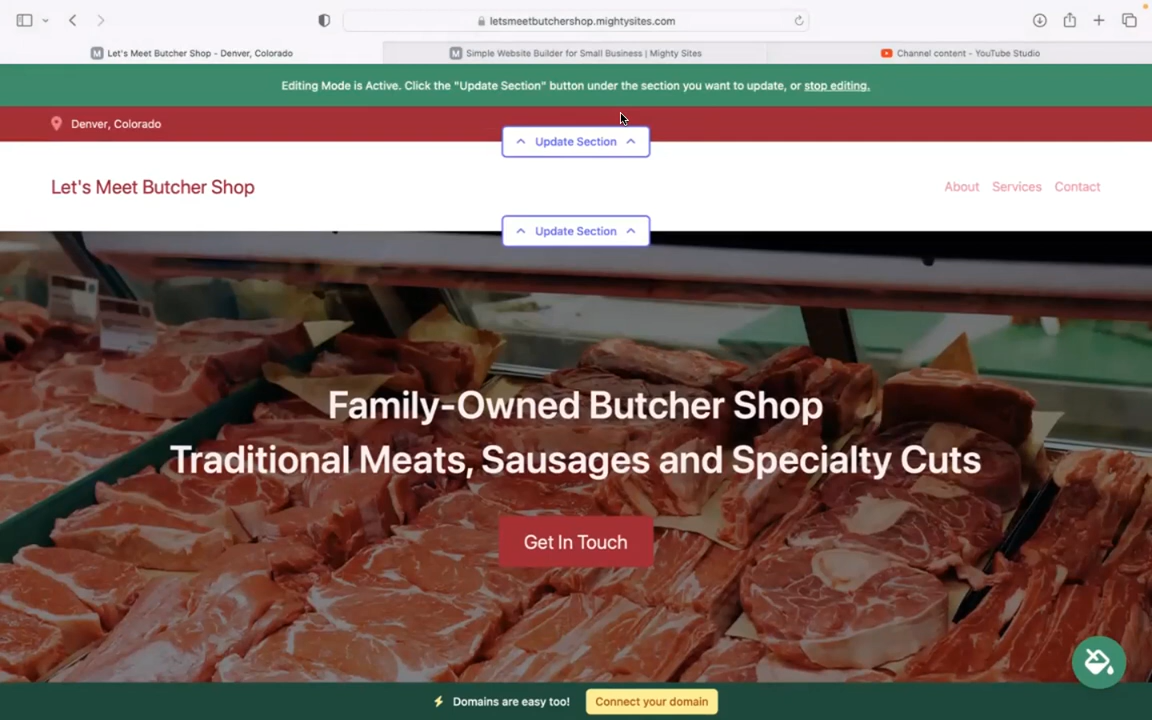 letsmeetbutchershop.mightysites.com
Let's Meet Butcher Shop - Denver, Colorado
Simple Website Builder for Small Business | Mighty Sites
Channel content - YouTube Studio
Editing Mode is Active. Click the "Update Section" button under the section you want to update, or stop editing.
Denver, Colorado
Update Section
Let's Meet Butcher Shop
About Services Contact
Update Section
Family-Owned Butcher Shop
Traditional Meats, Sausages and Specialty Cuts
Get In Touch
Domains are easy too! Connect your domain